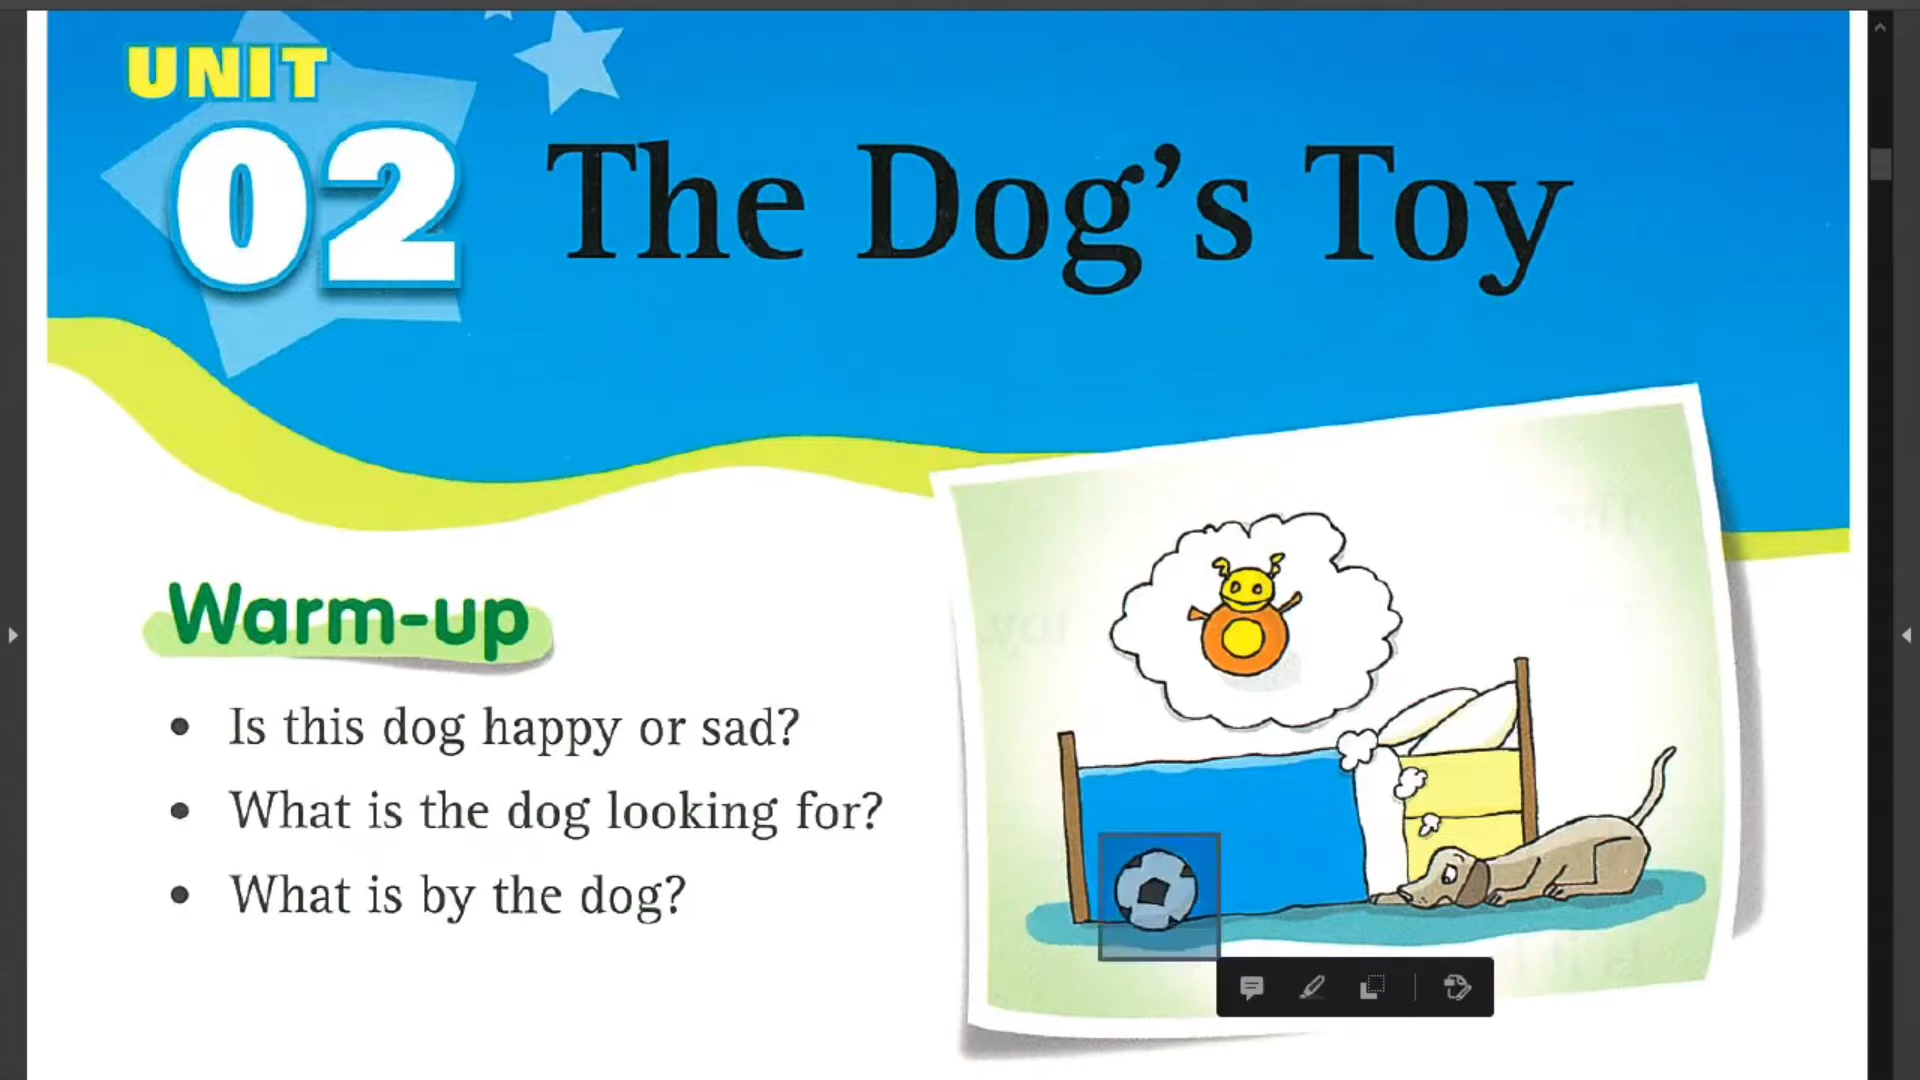 UNIT
02
The Dog's Toy
Warm-up
• Is this dog happy or sad?
• What is the dog looking for?
• What is by the dog?